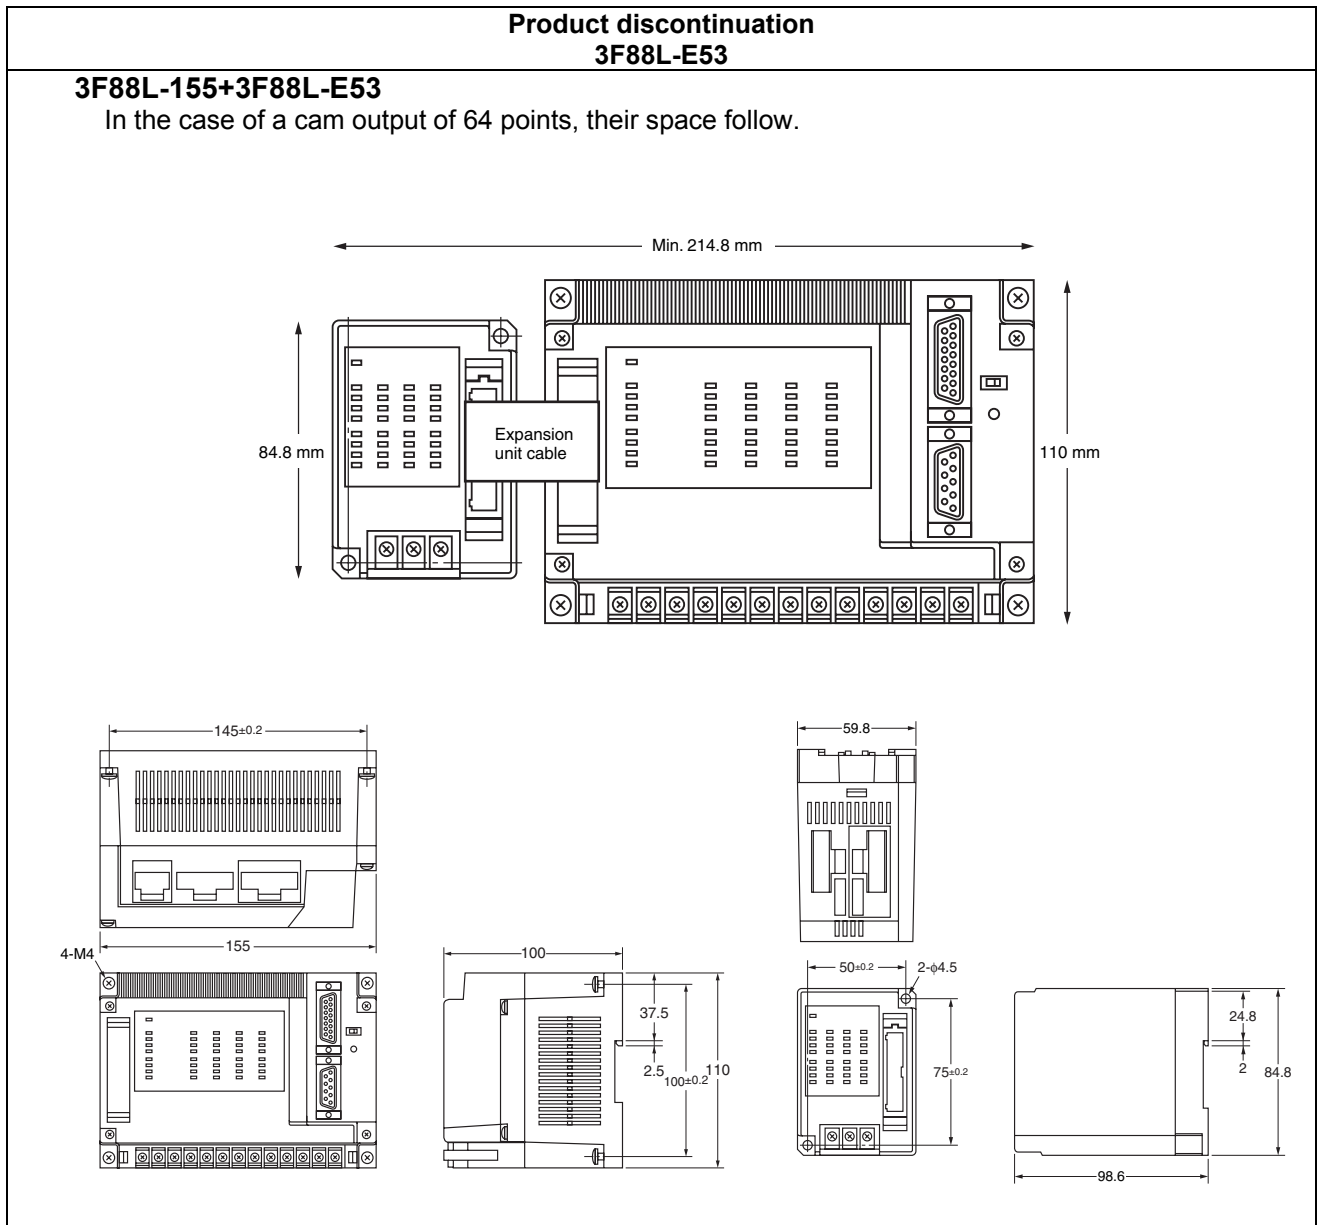 Product discontinuation
3F88L-E53
3F88L-155+3F88L-E53
In the case of a cam output of 64 points, their space follow.
Min. 214.8 mm
84.8 mm
Expansion
unit cable
110 mm
145±0.2
155
59.8
4-M4
100
37.5
2.5
100±0.2
110
50±0.2
2-ϕ4.5
75±0.2
24.8
2
84.8
98.6